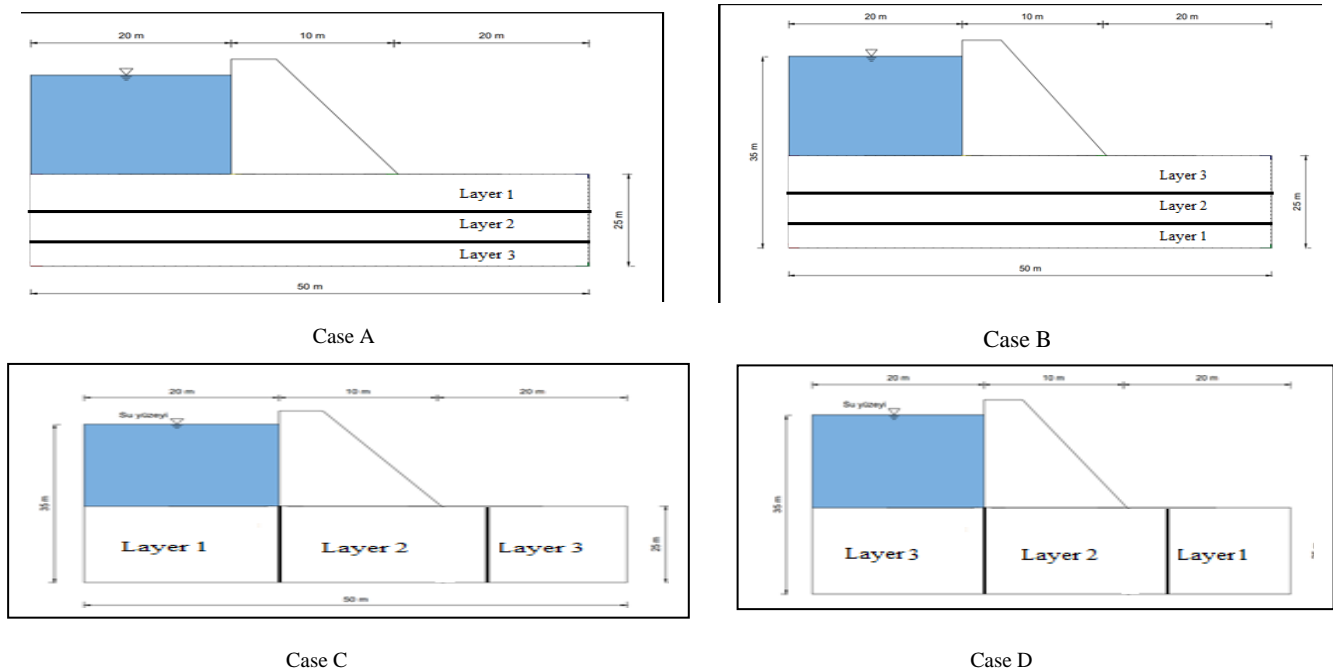 20 m 10 m 20 m
Layer 1
Layer 2
Layer 3
25 m
50 m
Case A
20 m 10 m 20 m
35 m
Layer 3
Layer 2
Layer 1
25 m
50 m
Case B
20 m 10 m 20 m
Su yüzeyi
35 m
Layer 1 Layer 2 Layer 3
25 m
50 m
Case C
20 m 10 m 20 m
Su yüzeyi
35 m
Layer 3 Layer 2 Layer 1
Case D